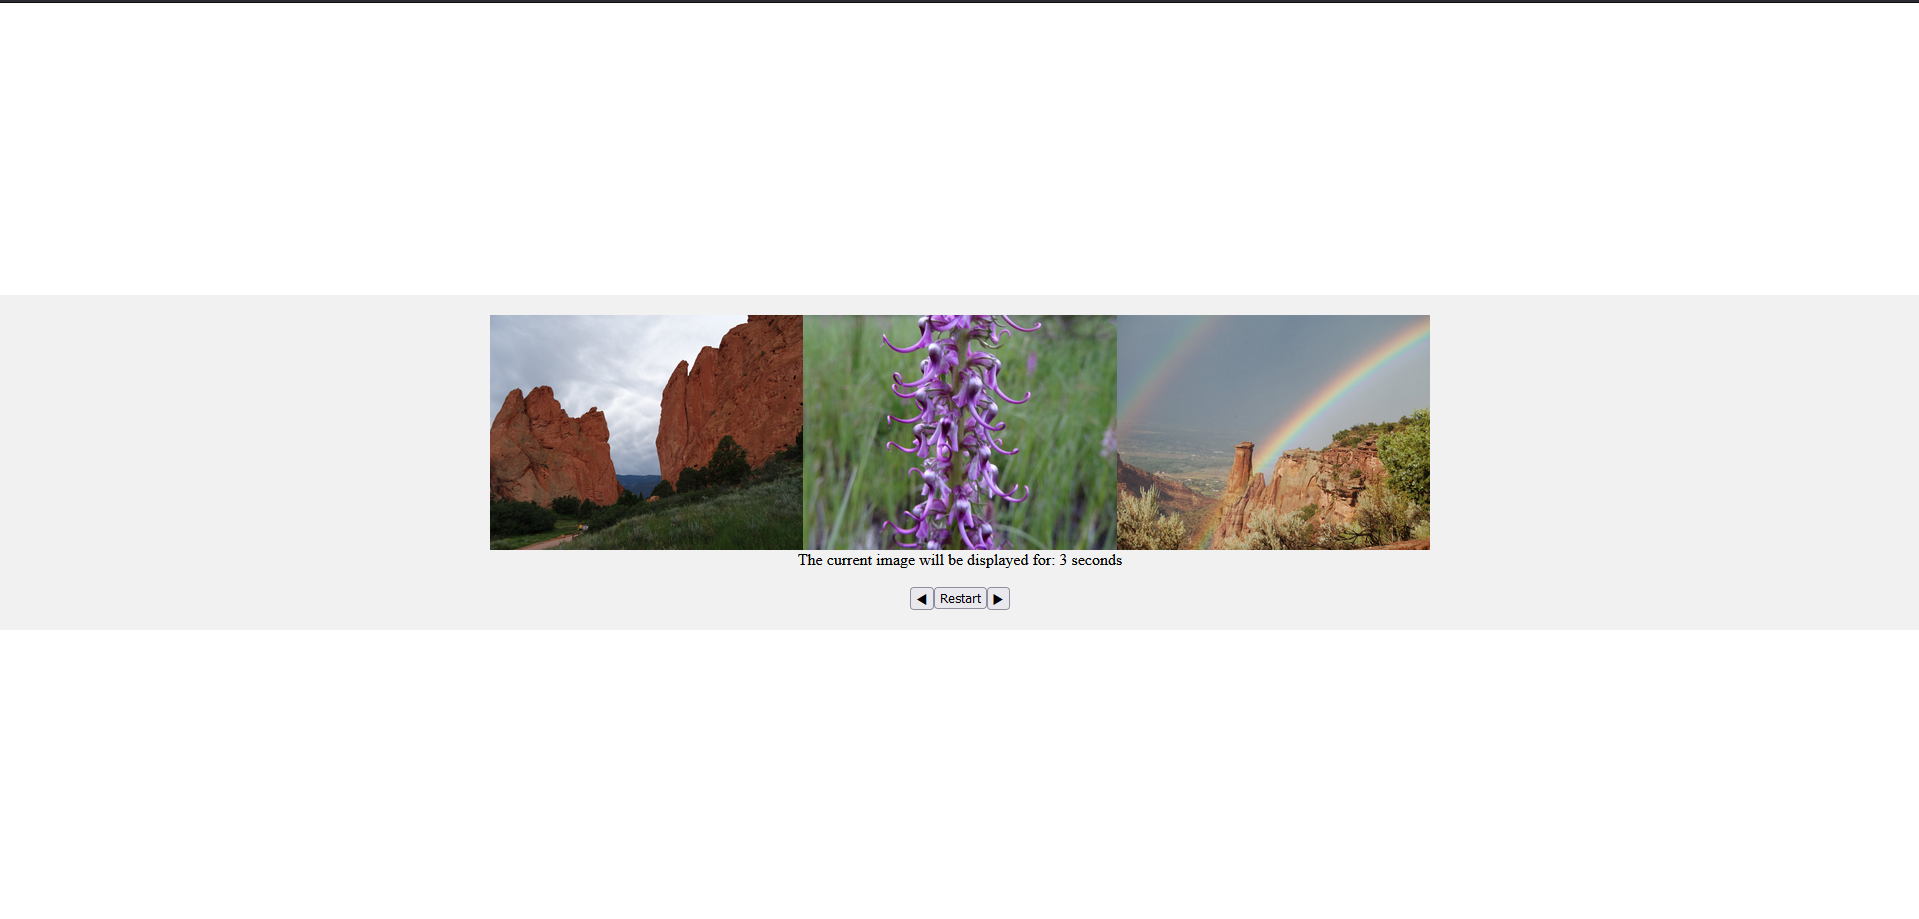 The current image will be displayed for: 3 seconds
◀ Restart ▶